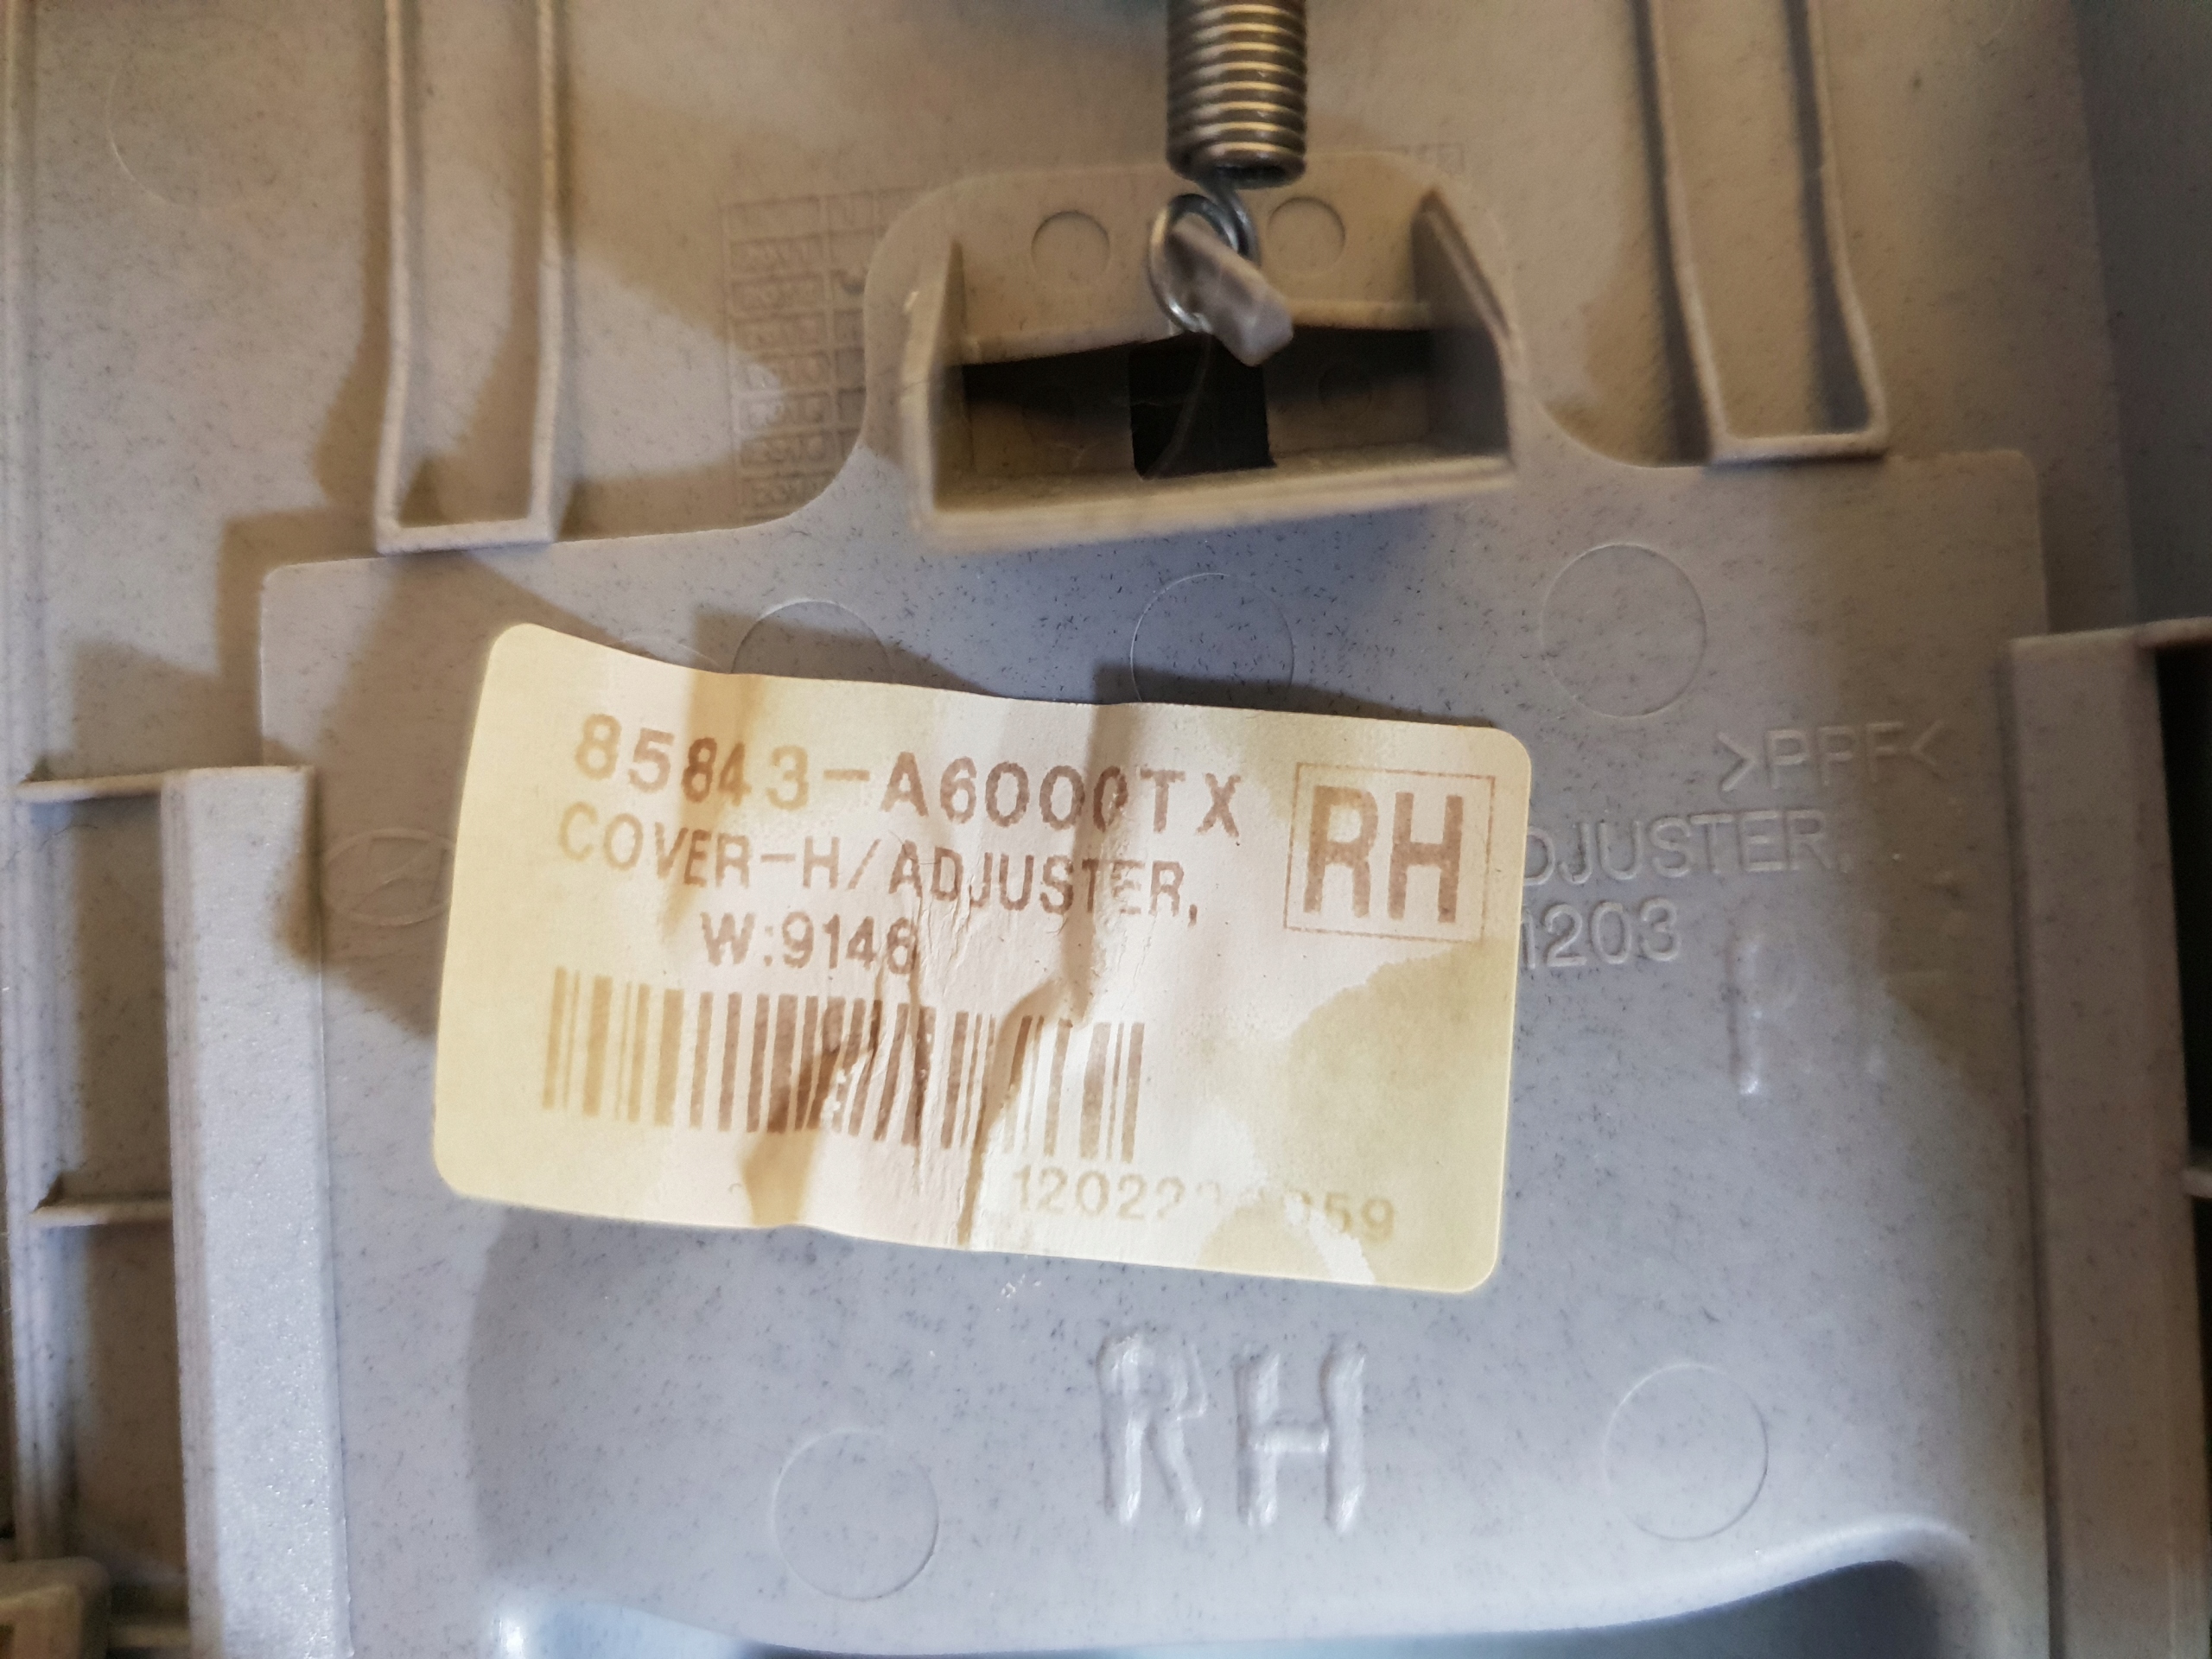 85843-A6000TX
COVER-H/ADJUSTER,
W:9146
RH
>PPF<
DJUSTER,
1203
RH